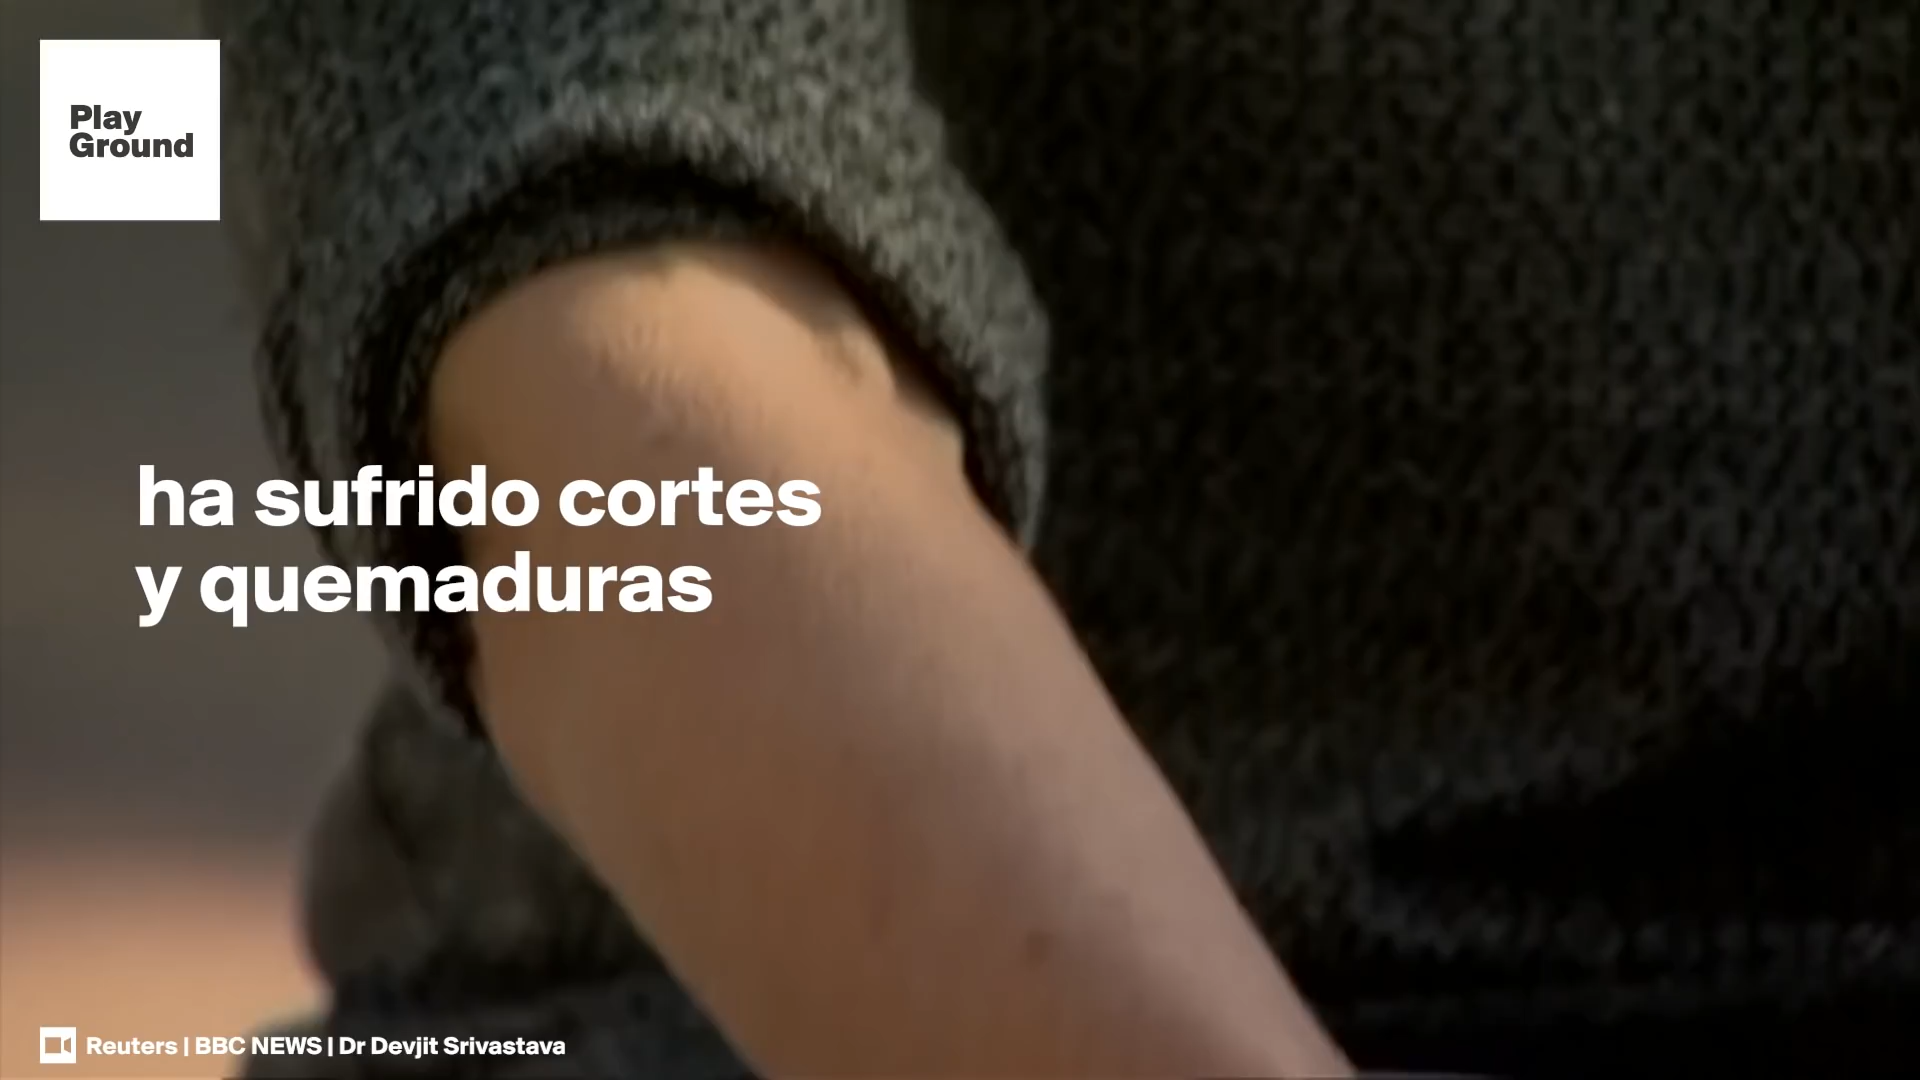 Play
Ground
ha sufrido cortes
y quemaduras
Reuters | BBC NEWS | Dr Devjit Srivastava